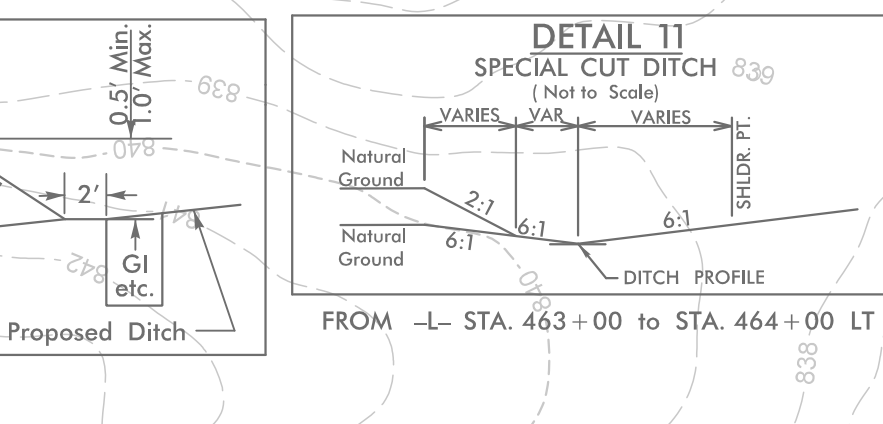 0.5' Min.
1.0' Max.
2'
GI
etc.
Proposed Ditch
839
840
841
842
DETAIL 11
SPECIAL CUT DITCH
( Not to Scale)
839
VARIES
VAR.
VARIES
SHLDR. PT.
Natural
Ground
2:1
6:1
6:1
Natural
Ground
6:1
DITCH PROFILE
840
FROM -L- STA. 463+00 to STA. 464+00 LT
838